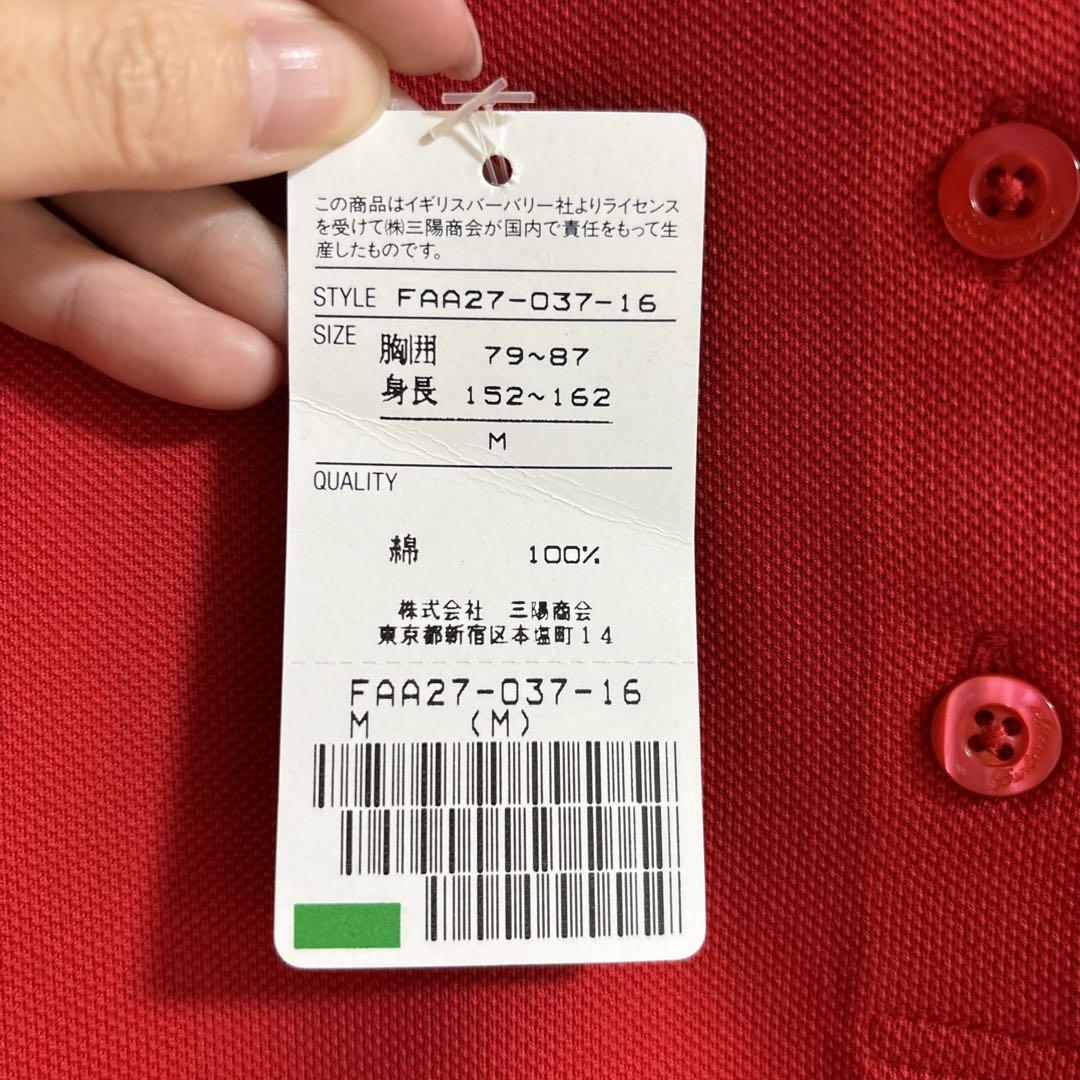 この商品はイギリスバーバリー社よりライセンス
を受けて㈱三陽商会が国内で責任をもって生
産したものです。
STYLE FAA27-037-16
SIZE 胸囲 79~87
身長 152~162
M
QUALITY
綿 100%
株式会社 三陽商会
東京都新宿区本塩町14
FAA27-037-16
M (M)